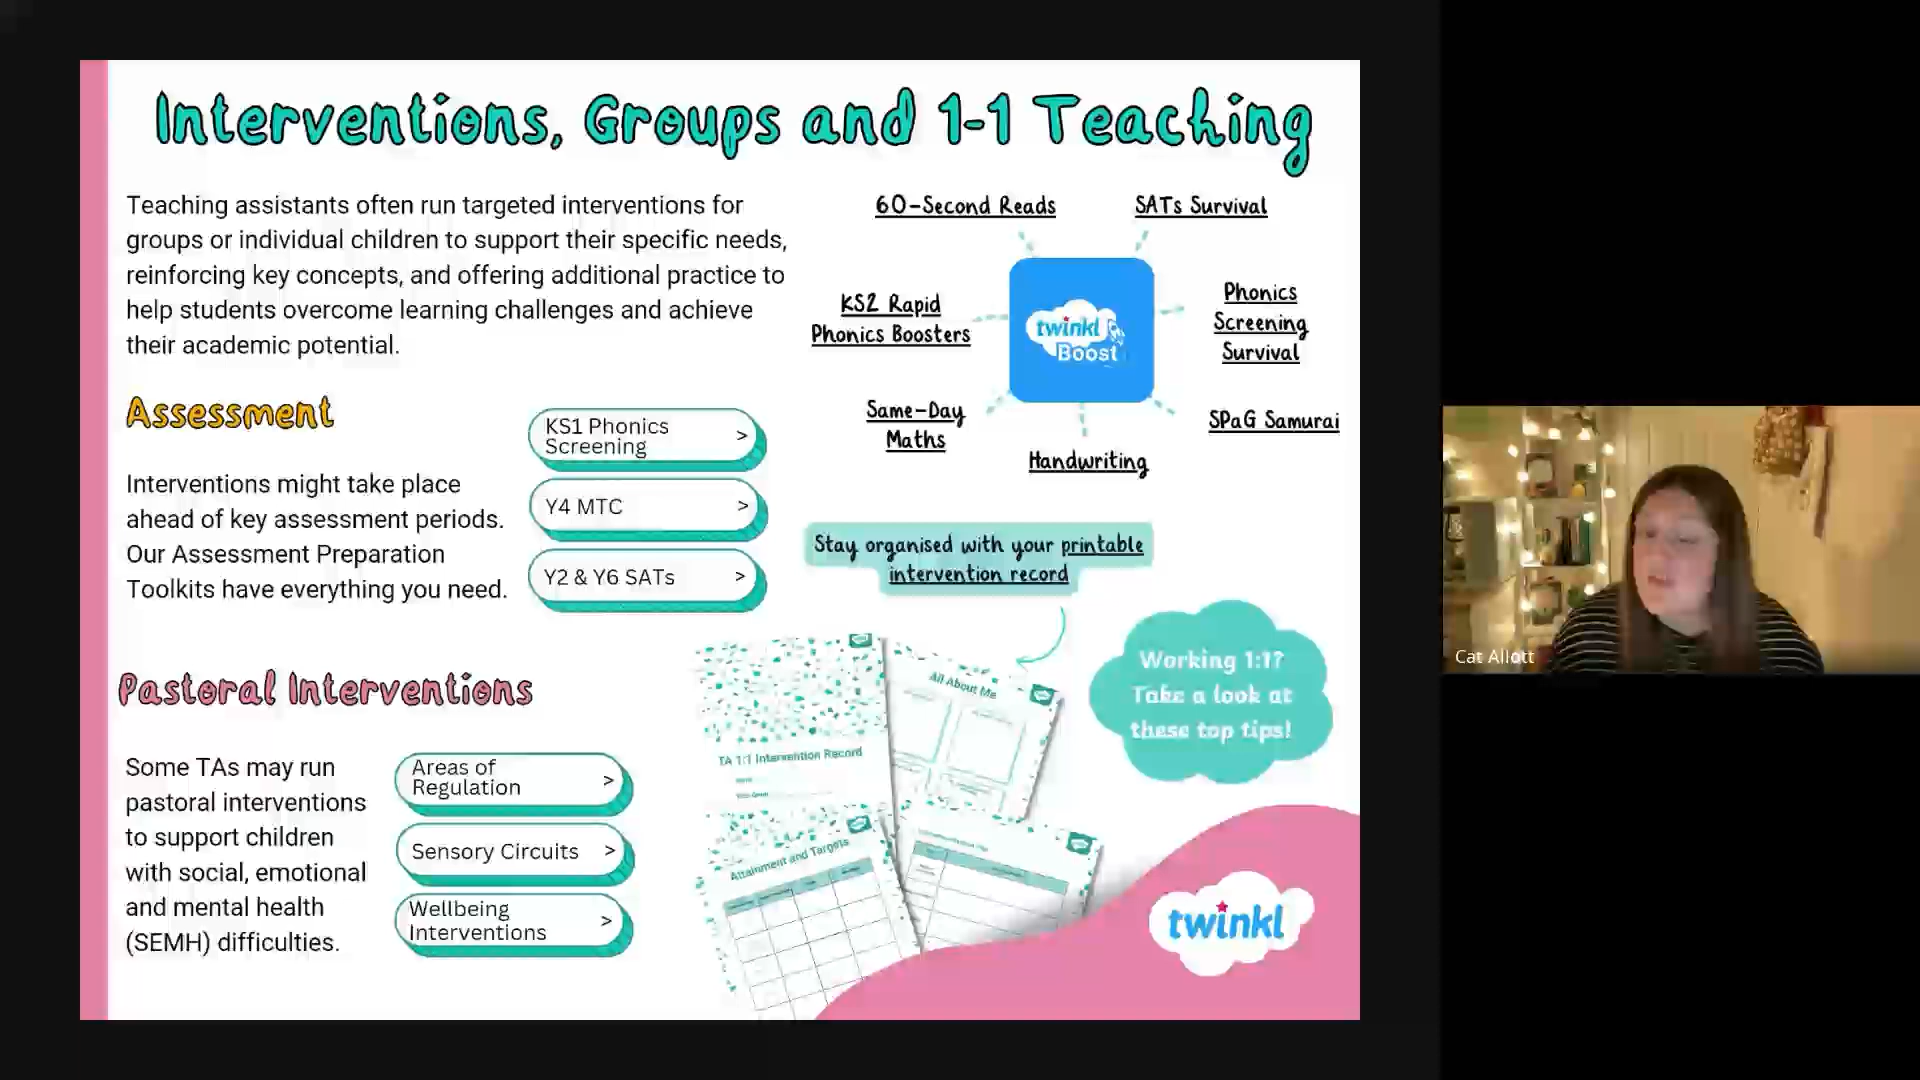 Interventions, Groups and 1-1 Teaching
Teaching assistants often run targeted interventions for
groups or individual children to support their specific needs,
reinforcing key concepts, and offering additional practice to
help students overcome learning challenges and achieve
their academic potential.
Assessment
Interventions might take place
ahead of key assessment periods.
Our Assessment Preparation
Toolkits have everything you need.
KS1 Phonics
Screening
>
Y4 MTC
>
Y2 & Y6 SATs
>
Pastoral Interventions
Some TAs may run
pastoral interventions
to support children
with social, emotional
and mental health
(SEMH) difficulties.
Areas of
Regulation
>
Sensory Circuits
>
Wellbeing
Interventions
>
60-Second Reads
SATs Survival
KS2 Rapid
Phonics Boosters
twinkl
Boost
Phonics
Screening
Survival
Same-Day
Maths
Handwriting
SPaG Samurai
Stay organised with your printable
intervention record
TA 1:1 Intervention Record
All About Me
Attainment and Targets
Working 1:1?
Take a look at
these top tips!
twinkl
Cat Allott